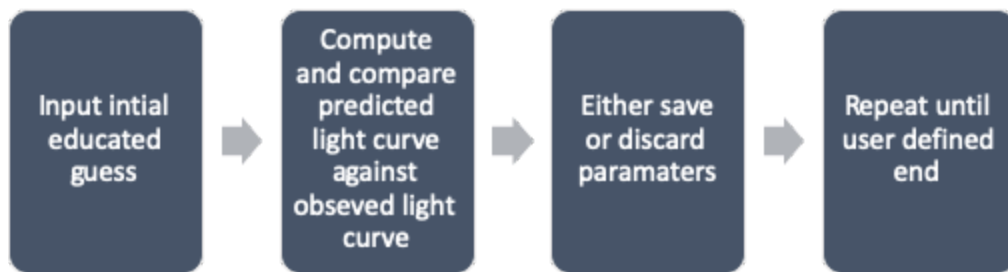 Input intial
educated
guess
Compute
and compare
predicted
light curve
against
obseved light
curve
Either save
or discard
paramaters
Repeat until
user defined
end